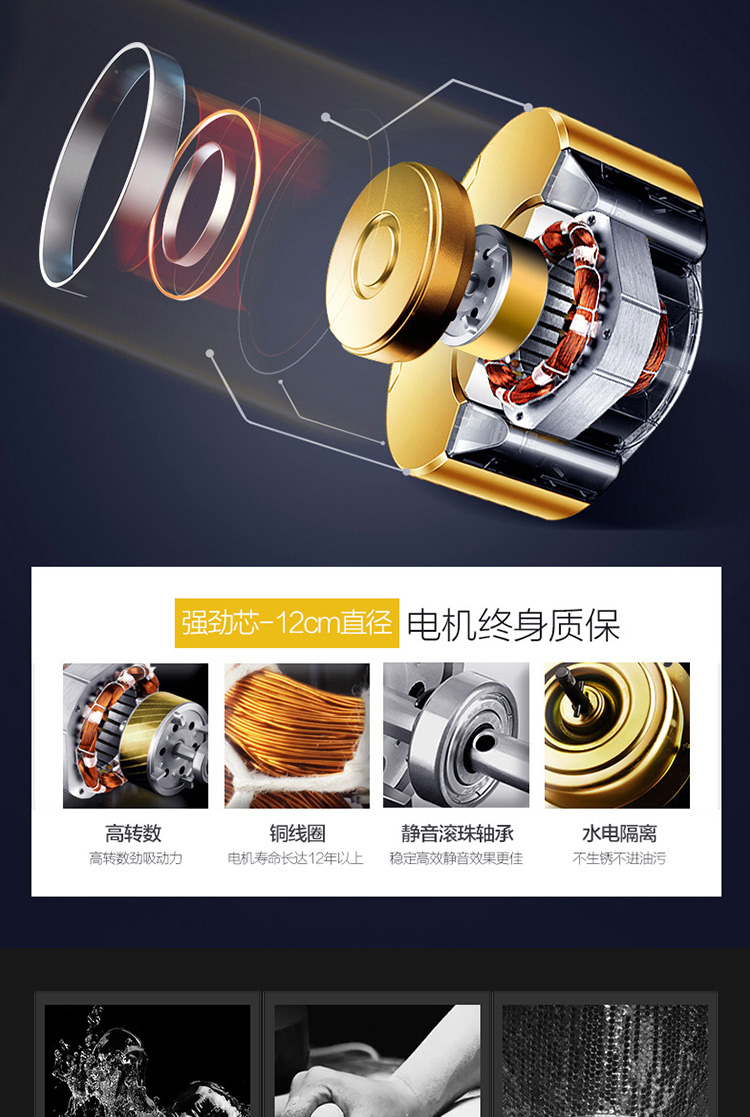 强劲芯-12cm直径 电机终身质保
高转数
高转数劲吸动力
铜线圈
电机寿命长达12年以上
静音滚珠轴承
稳定高效静音效果更佳
水电隔离
不生锈不进油污